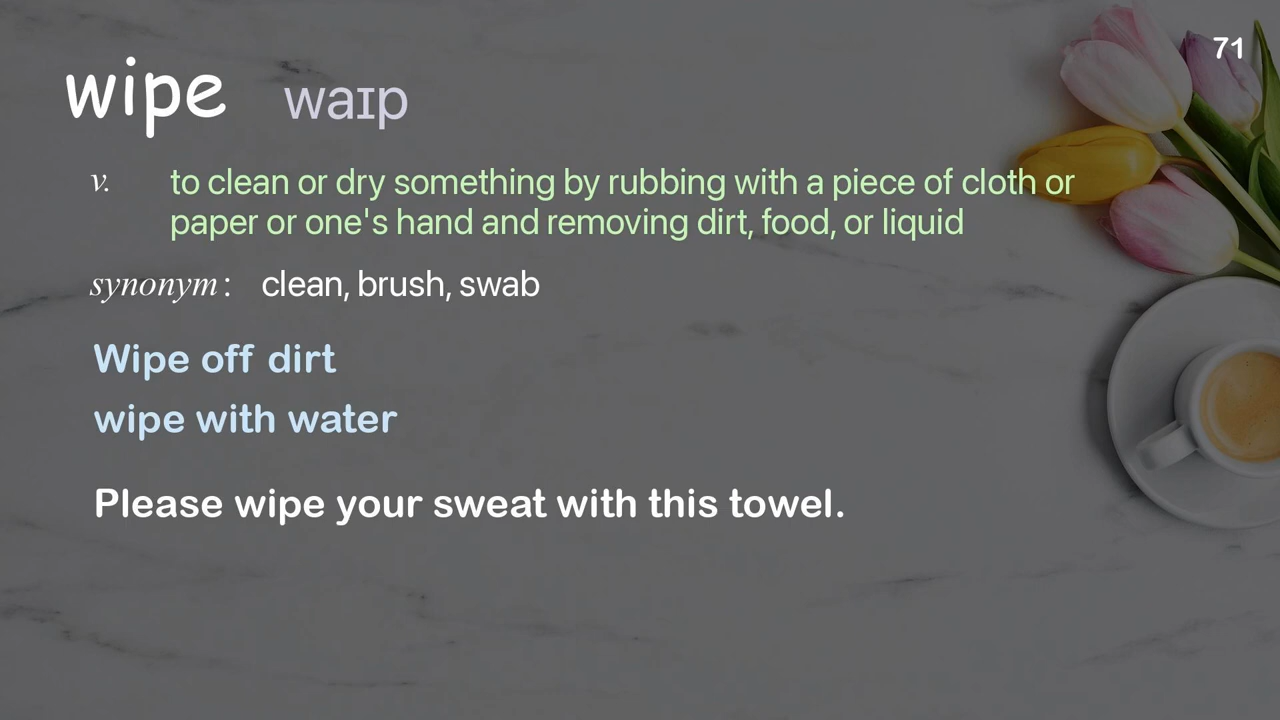 71
wipe waɪp
v. to clean or dry something by rubbing with a piece of cloth or
paper or one's hand and removing dirt, food, or liquid
synonym : clean, brush, swab
Wipe off dirt
wipe with water
Please wipe your sweat with this towel.